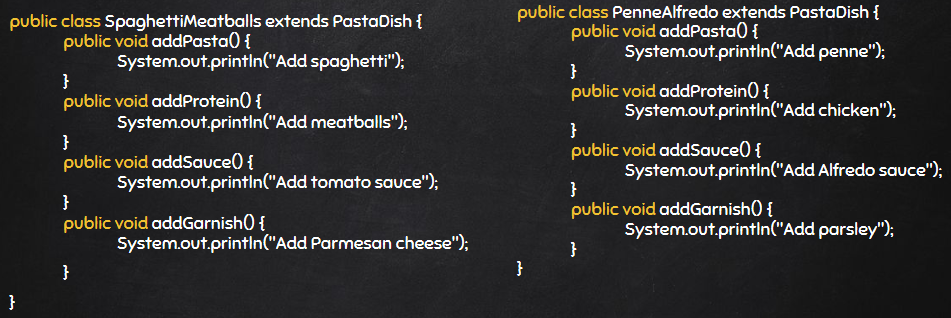 public class SpaghettiMeatballs extends PastaDish {
public void addPasta() {
System.out.println("Add spaghetti");
}
public void addProtein() {
System.out.println("Add meatballs");
}
public void addSauce() {
System.out.println("Add tomato sauce");
}
public void addGarnish() {
System.out.println("Add Parmesan cheese");
}
}
public class PenneAlfredo extends PastaDish {
public void addPasta() {
System.out.println("Add penne");
}
public void addProtein() {
System.out.println("Add chicken");
}
public void addSauce() {
System.out.println("Add Alfredo sauce");
}
public void addGarnish() {
System.out.println("Add parsley");
}
}